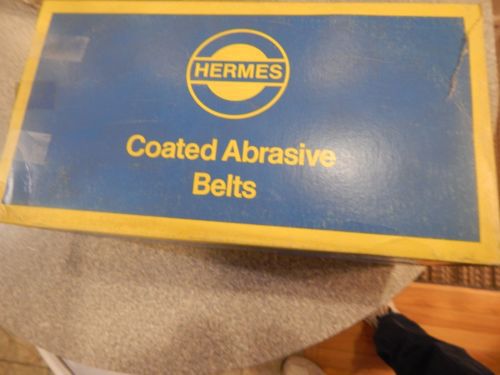 HERMES
Coated Abrasive
Belts